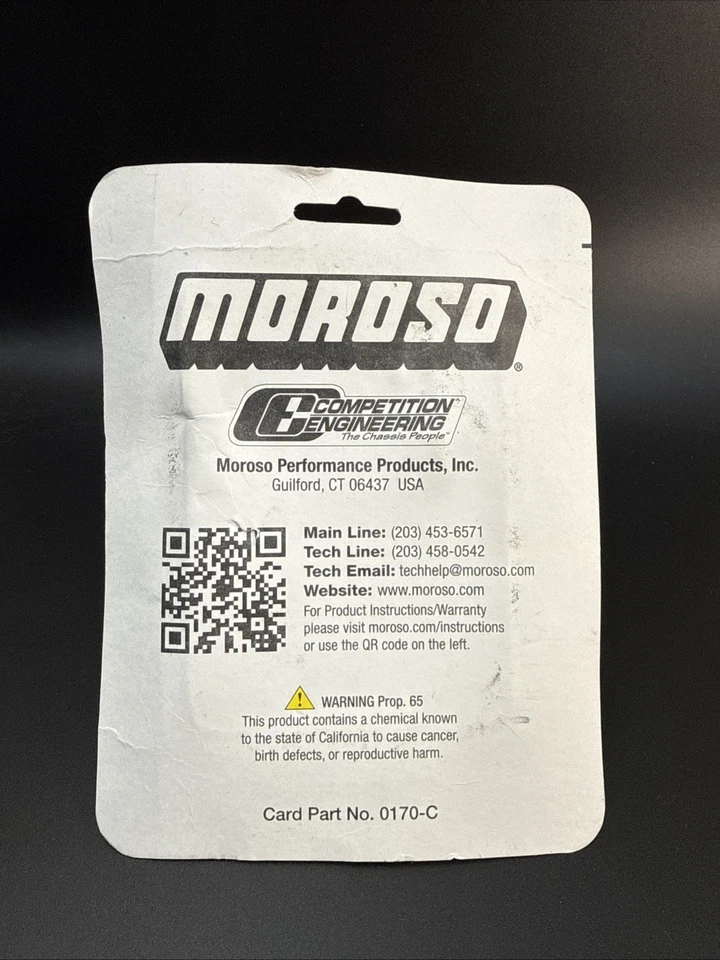 MOROSO®
CE COMPETITION™
ENGINEERING
The Chassis People™
Moroso Performance Products, Inc.
Guilford, CT 06437 USA
Main Line: (203) 453-6571
Tech Line: (203) 458-0542
Tech Email: techhelp@moroso.com
Website: www.moroso.com
For Product Instructions/Warranty
please visit moroso.com/instructions
or use the QR code on the left.
WARNING Prop. 65
This product contains a chemical known
to the state of California to cause cancer,
birth defects, or reproductive harm.
Card Part No. 0170-C